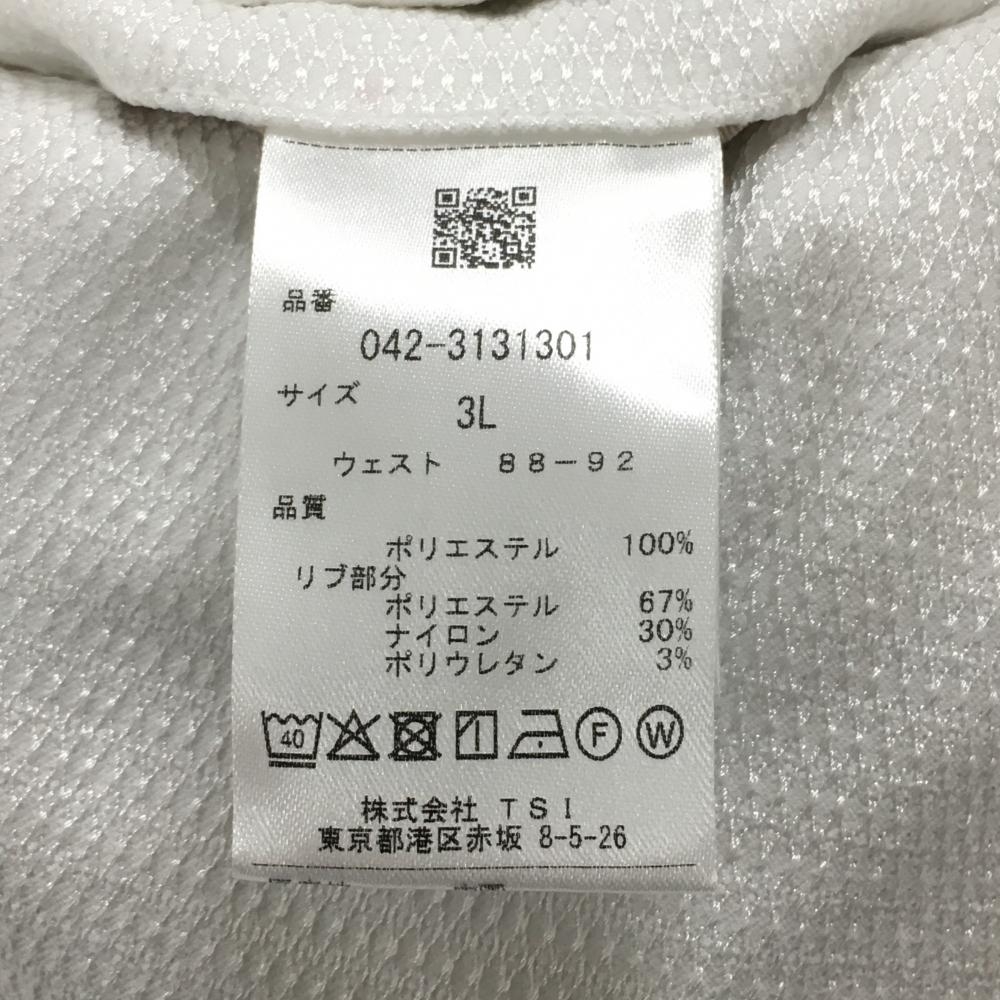 品番
042-3131301
サイズ
3L
ウェスト 88-92
品質
ポリエステル 100%
リブ部分
ポリエステル 67%
ナイロン 30%
ポリウレタン 3%
40 F W
株式会社 TSI
東京都港区赤坂 8-5-26